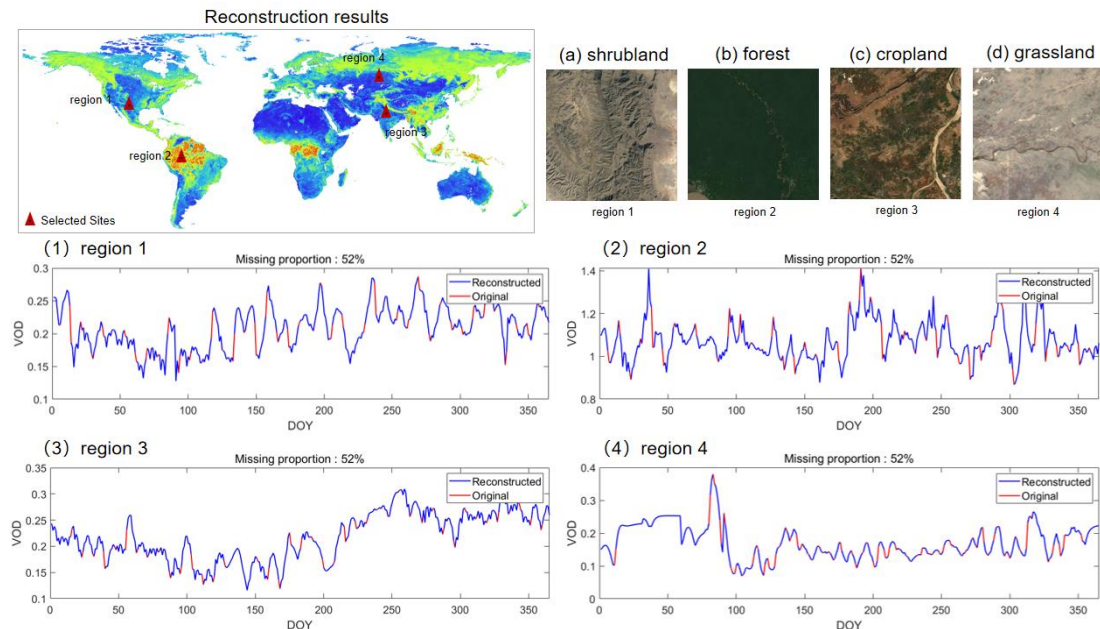 Reconstruction results
region 4
region 1
region 3
region 2
Selected Sites
(a) shrubland
(b) forest
(c) cropland
(d) grassland
region 1
region 2
region 3
region 4
(1) region 1
Missing proportion : 52%
0.3
0.25
0.2
0.15
0.1
VOD
Reconstructed
Original
0
50
100
150
200
250
300
350
DOY
(2) region 2
Missing proportion : 52%
1.4
1.2
1
0.8
VOD
Reconstructed
Original
0
50
100
150
200
250
300
350
DOY
(3) region 3
Missing proportion : 52%
0.35
0.3
0.25
0.2
0.15
0.1
VOD
Reconstructed
Original
0
50
100
150
200
250
300
350
DOY
(4) region 4
Missing proportion : 52%
0.4
0.3
0.2
0.1
0
VOD
Reconstructed
Original
0
50
100
150
200
250
300
350
DOY